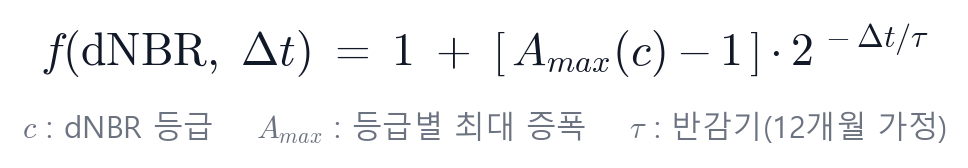 f(dNBR, Δt) = 1 + [A_max(c) − 1] · 2^(−Δt/τ)
c : dNBR 등급 A_max : 등급별 최대 증폭 τ : 반감기(12개월 가정)